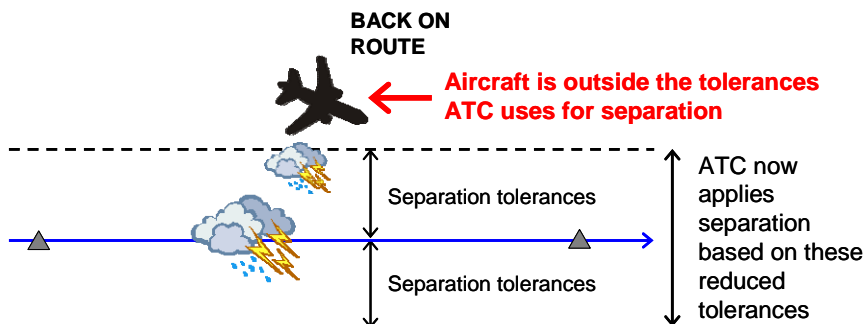 BACK ON
ROUTE
Aircraft is outside the tolerances
ATC uses for separation
Separation tolerances
Separation tolerances
ATC now
applies
separation
based on these
reduced
tolerances